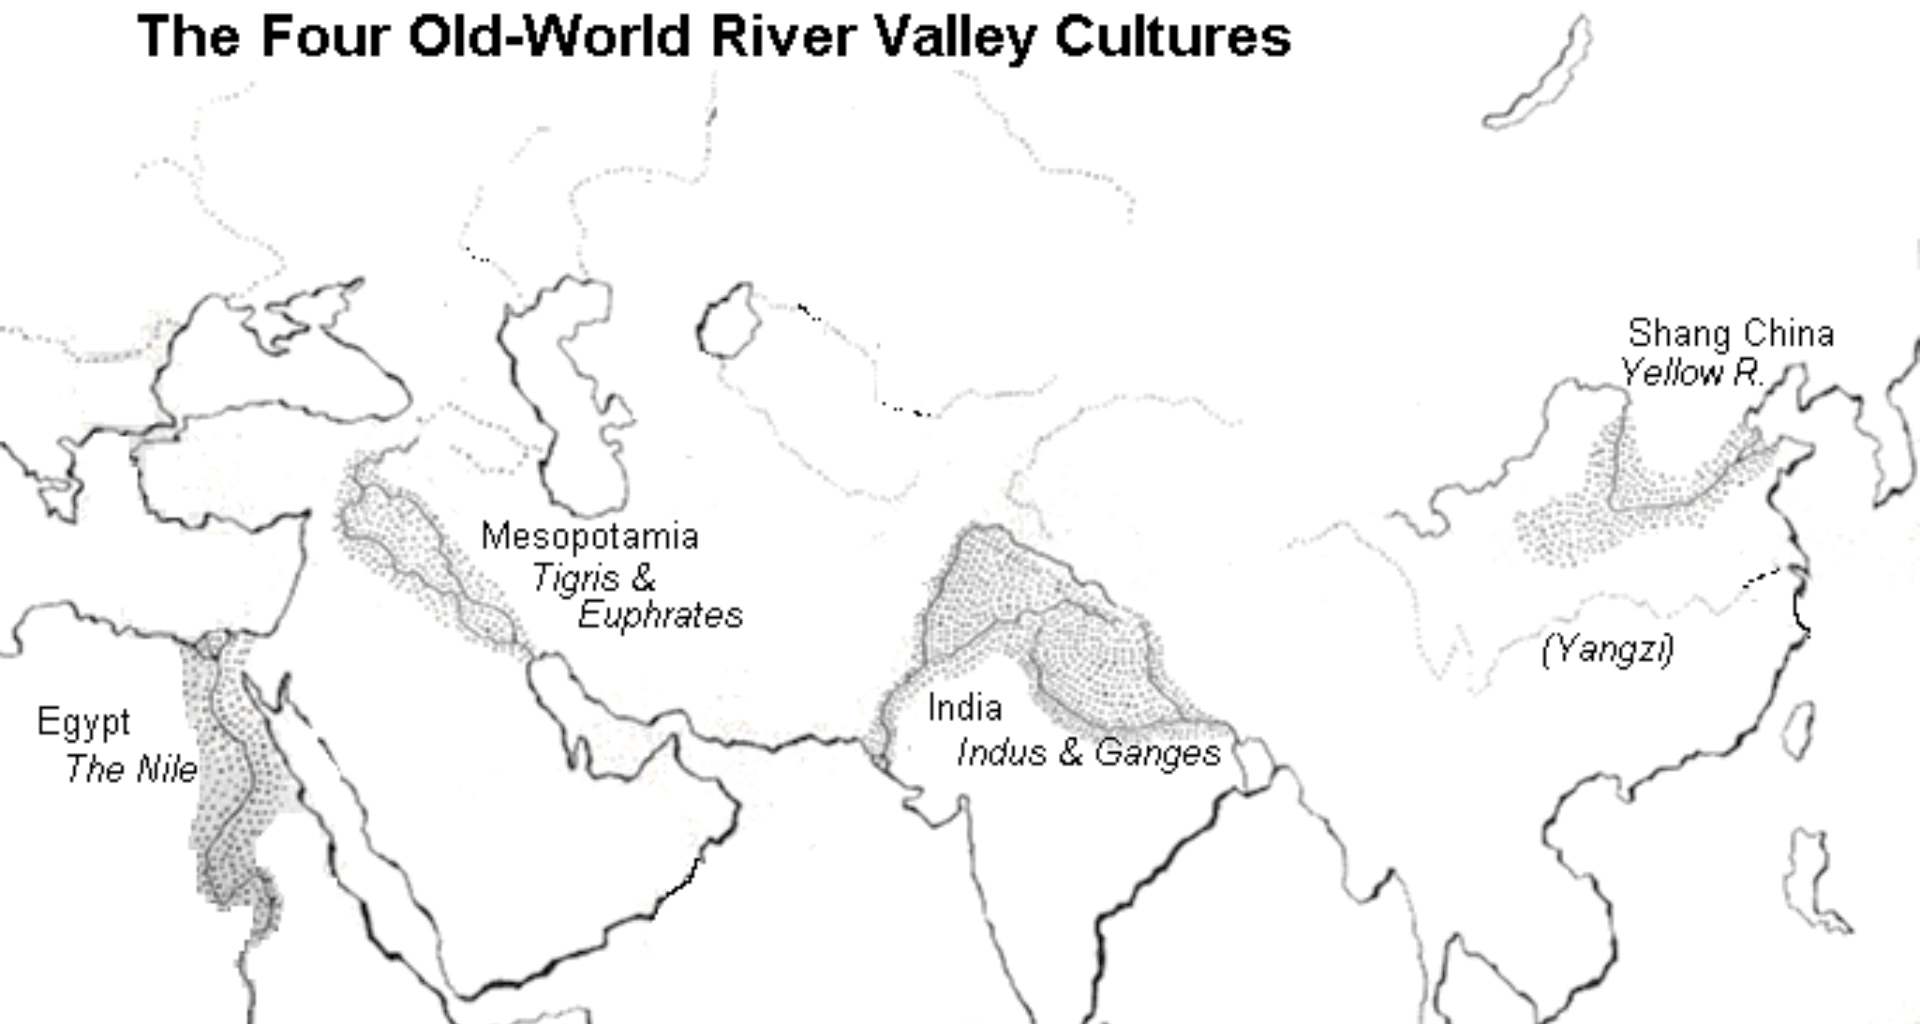 The Four Old-World River Valley Cultures
Shang China
Yellow R.
Mesopotamia
Tigris &
Euphrates
(Yangzi)
India
Indus & Ganges
Egypt
The Nile